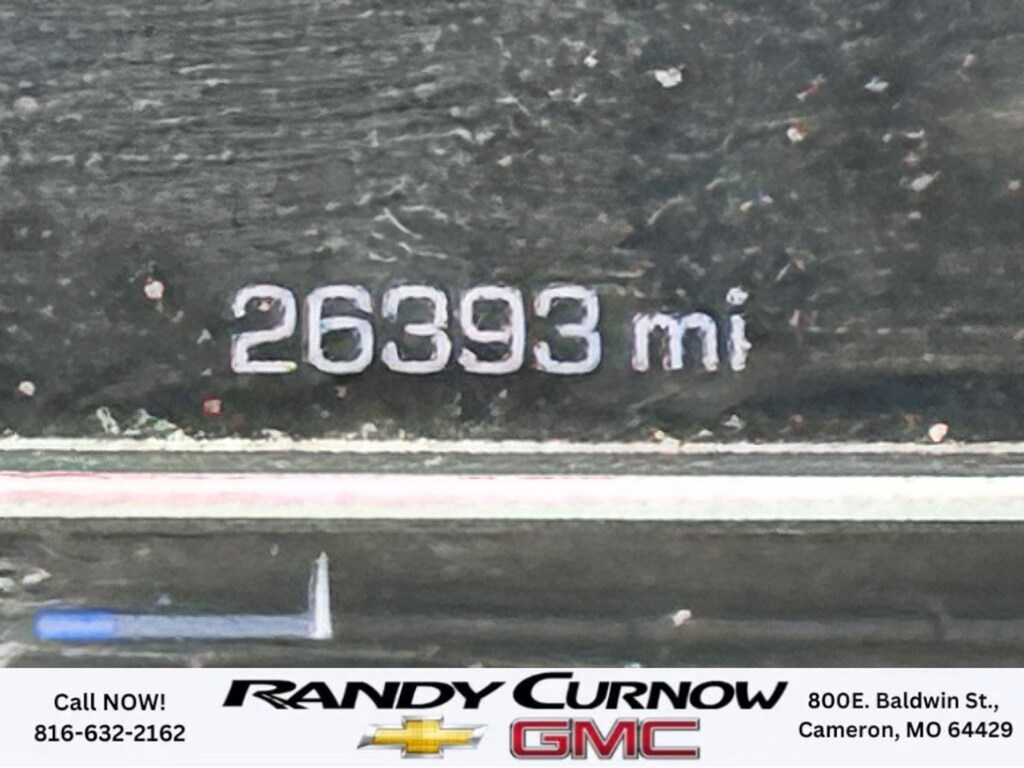 26393 mi
Call NOW!
816-632-2162
RANDY CURNOW
GMC
800E. Baldwin St.,
Cameron, MO 64429